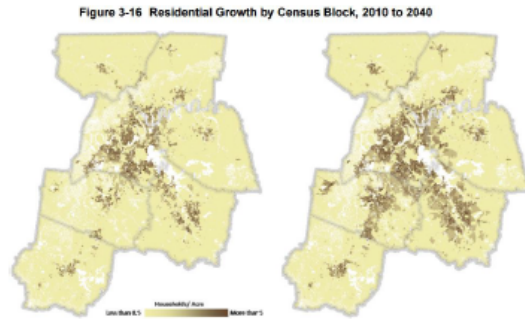 Figure 3-16 Residential Growth by Census Block, 2010 to 2040
Households/ Acre
Less than 0.5
More than 5